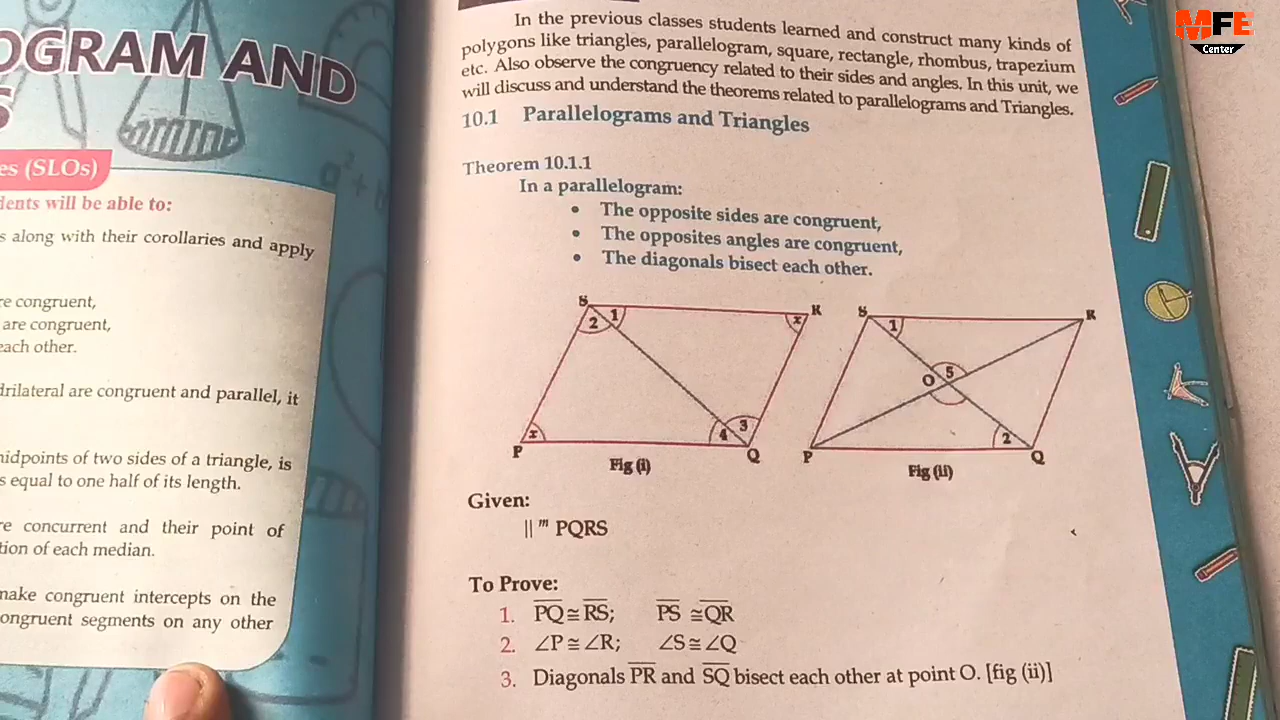 OGRAM AND
S
es (SLOs)
dents will be able to:
s along with their corollaries and apply
re congruent,
are congruent,
each other.
drilateral are congruent and parallel, it
nidpoints of two sides of a triangle, is
s equal to one half of its length.
re concurrent and their point of
tion of each median.
make congruent intercepts on the
ongruent segments on any other
In the previous classes students learned and construct many kinds of
polygons like triangles, parallelogram, square, rectangle, rhombus, trapezium
etc. Also observe the congruency related to their sides and angles. In this unit, we
will discuss and understand the theorems related to parallelograms and Triangles.
10.1 Parallelograms and Triangles
Theorem 10.1.1
In a parallelogram:
• The opposite sides are congruent,
• The opposites angles are congruent,
• The diagonals bisect each other.
S 1 2 x R
x 4 3
P Q
Fig (i)
S 1 R
O 5
2
P Q
Fig (ii)
Given:
||ᵐ PQRS
To Prove:
1. P̅Q̅ ≅ R̅S̅; P̅S̅ ≅ Q̅R̅
2. ∠P ≅ ∠R; ∠S ≅ ∠Q
3. Diagonals P̅R̅ and S̅Q̅ bisect each other at point O. [fig (ii)]
MFE
Center